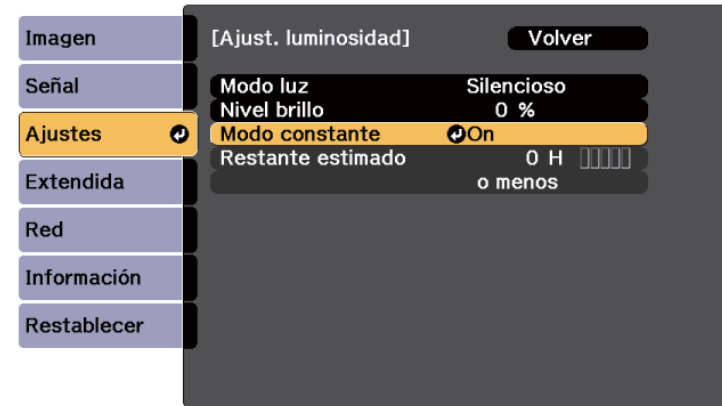 Imagen
Señal
Ajustes
Extendida
Red
Información
Restablecer
[Ajust. luminosidad] Volver
Modo luz Silencioso
Nivel brillo 0 %
Modo constante On
Restante estimado 0 H
o menos